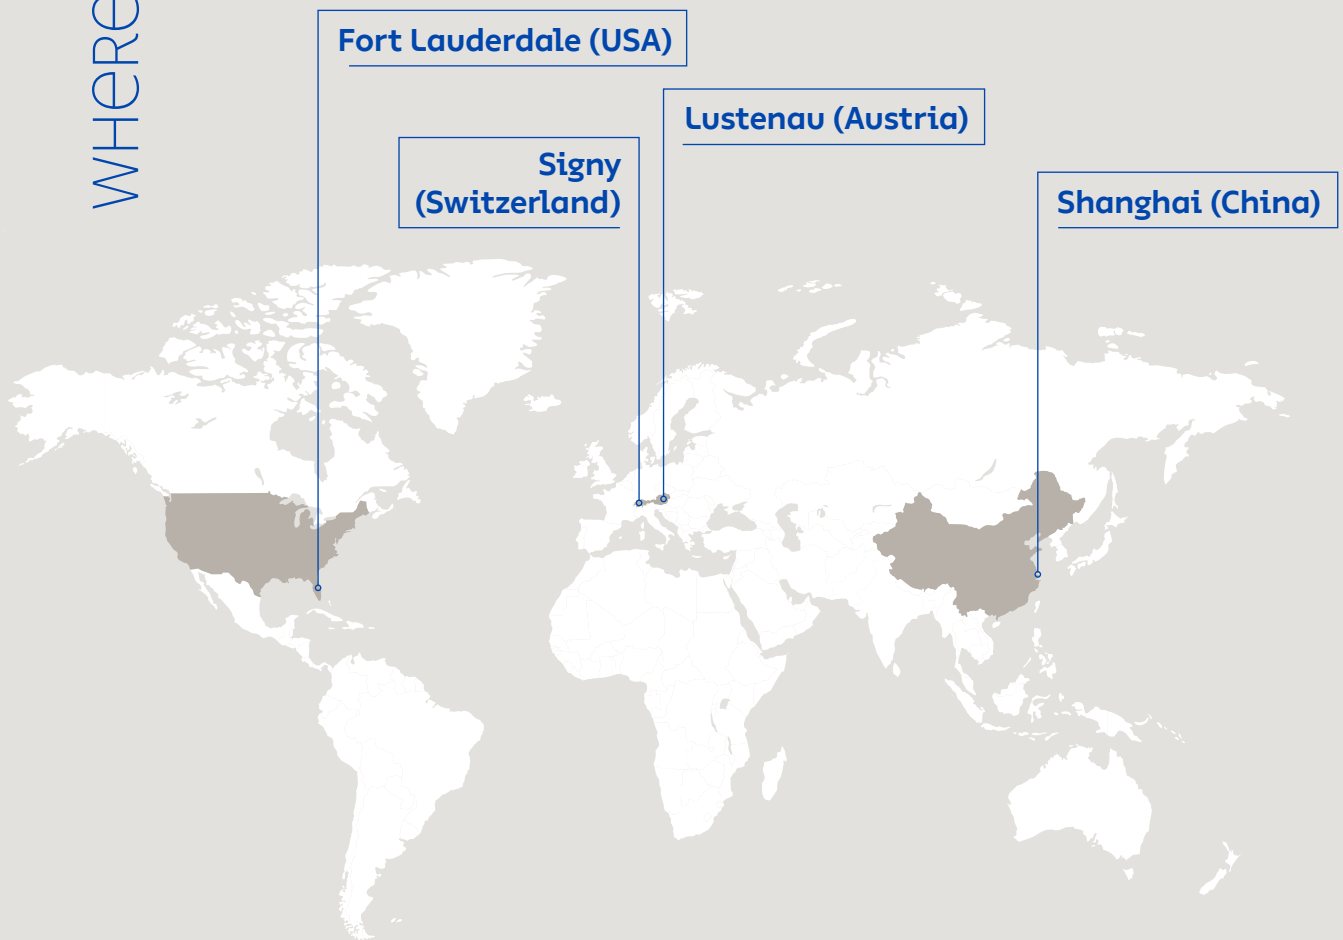 WHERE
Fort Lauderdale (USA)
Lustenau (Austria)
Signy
(Switzerland)
Shanghai (China)